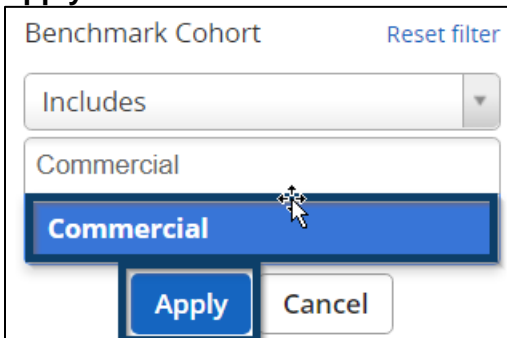 Benchmark Cohort Reset filter
Includes
Commercial
Commercial
Apply Cancel